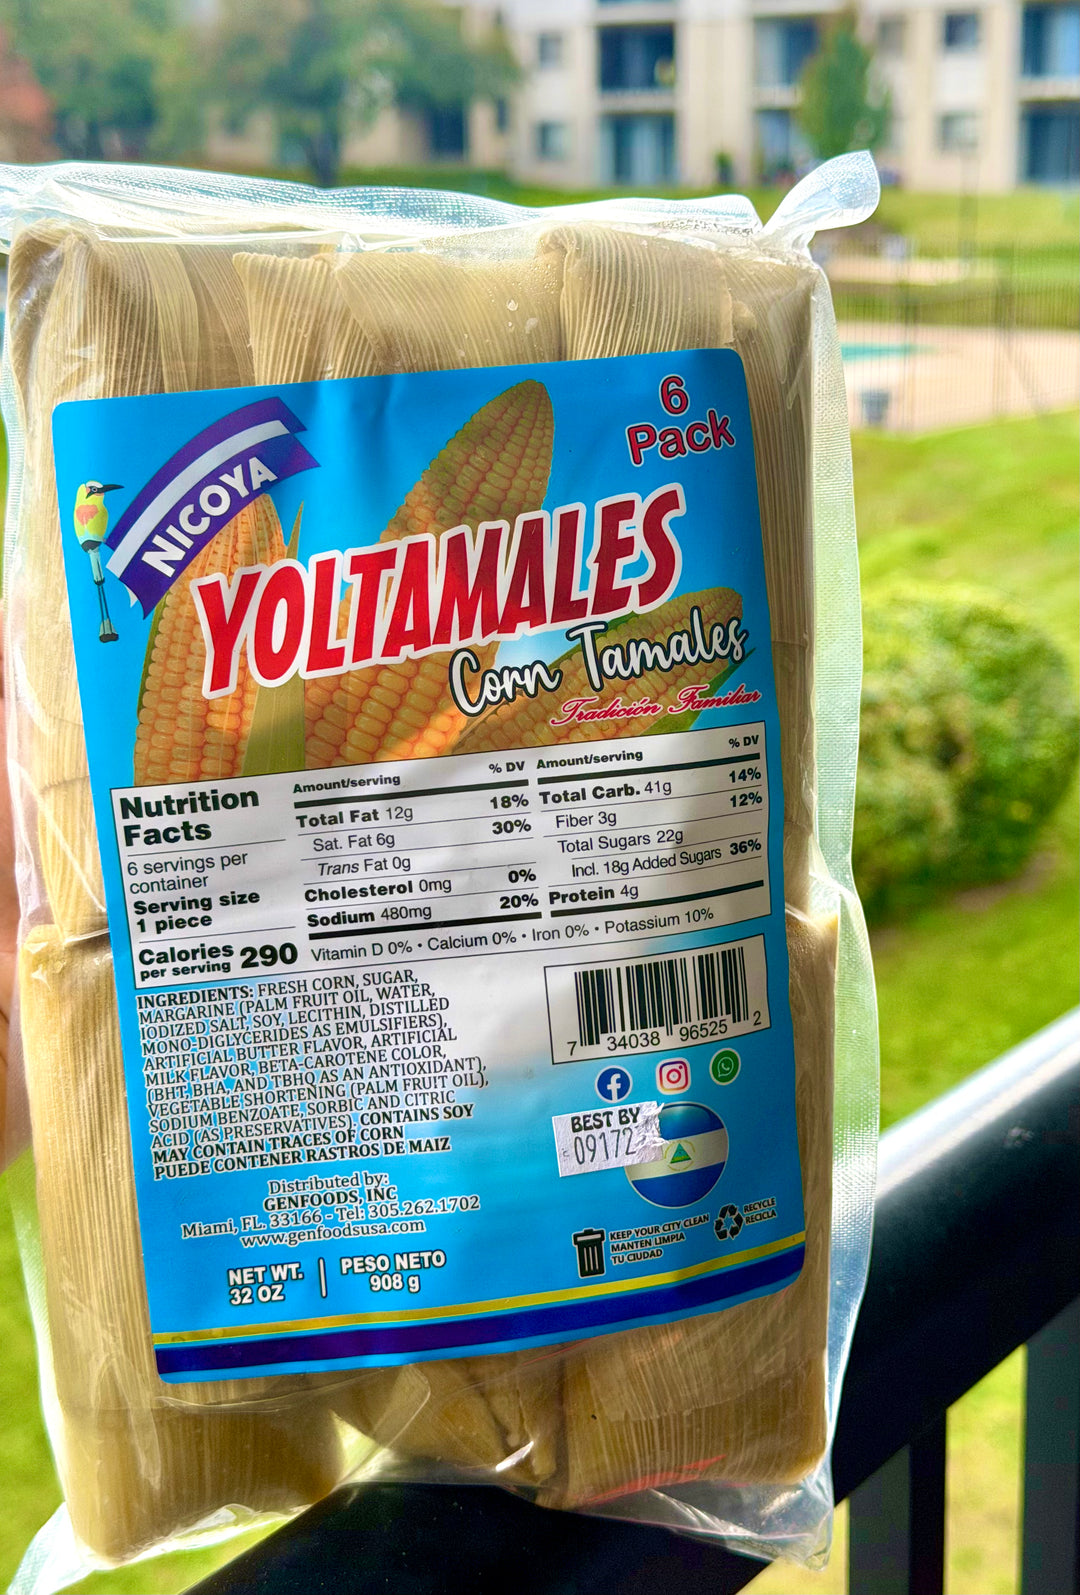 6
Pack
NICOYA
YOLTAMALES
Corn Tamales
Tradición Familiar
Nutrition
Facts
6 servings per
container
Serving size
1 piece
Calories
per serving 290
Amount/serving % DV
Total Fat 12g 18%
Sat. Fat 6g 30%
Trans Fat 0g
Cholesterol 0mg 0%
Sodium 480mg 20%
Amount/serving % DV
Total Carb. 41g 14%
Fiber 3g 12%
Total Sugars 22g
Incl. 18g Added Sugars 36%
Protein 4g
Vitamin D 0% • Calcium 0% • Iron 0% • Potassium 10%
INGREDIENTS: FRESH CORN, SUGAR,
MARGARINE (PALM FRUIT OIL, WATER,
IODIZED SALT, SOY, LECITHIN, DISTILLED
MONO-DIGLYCERIDES AS EMULSIFIERS),
ARTIFICIAL BUTTER FLAVOR, ARTIFICIAL
MILK FLAVOR, BETA-CAROTENE COLOR,
(BHT, BHA, AND TBHQ AS AN ANTIOXIDANT),
VEGETABLE SHORTENING (PALM FRUIT OIL),
SODIUM BENZOATE, SORBIC AND CITRIC
ACID (AS PRESERVATIVES). CONTAINS SOY
MAY CONTAIN TRACES OF CORN
PUEDE CONTENER RASTROS DE MAIZ
7 34038 96525 2
BEST BY
09172
Distributed by:
GENFOODS, INC
Miami, FL. 33166 - Tel: 305.262.1702
www.genfoodsusa.com
KEEP YOUR CITY CLEAN
MANTEN LIMPIA
TU CIUDAD
RECYCLE
RECICLA
NET WT.
32 OZ
PESO NETO
908 g